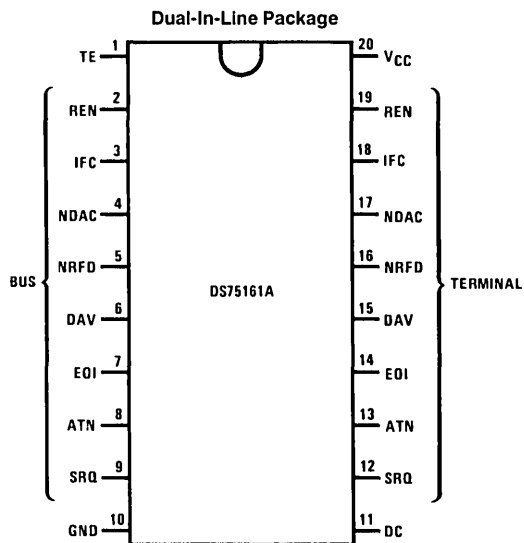 Dual-In-Line Package
TE 1 20 VCC
REN 2 19 REN
IFC 3 18 IFC
NDAC 4 17 NDAC
NRFD 5 16 NRFD
BUS DS75161A TERMINAL
DAV 6 15 DAV
EOI 7 14 EOI
ATN 8 13 ATN
SRQ 9 12 SRQ
GND 10 11 DC